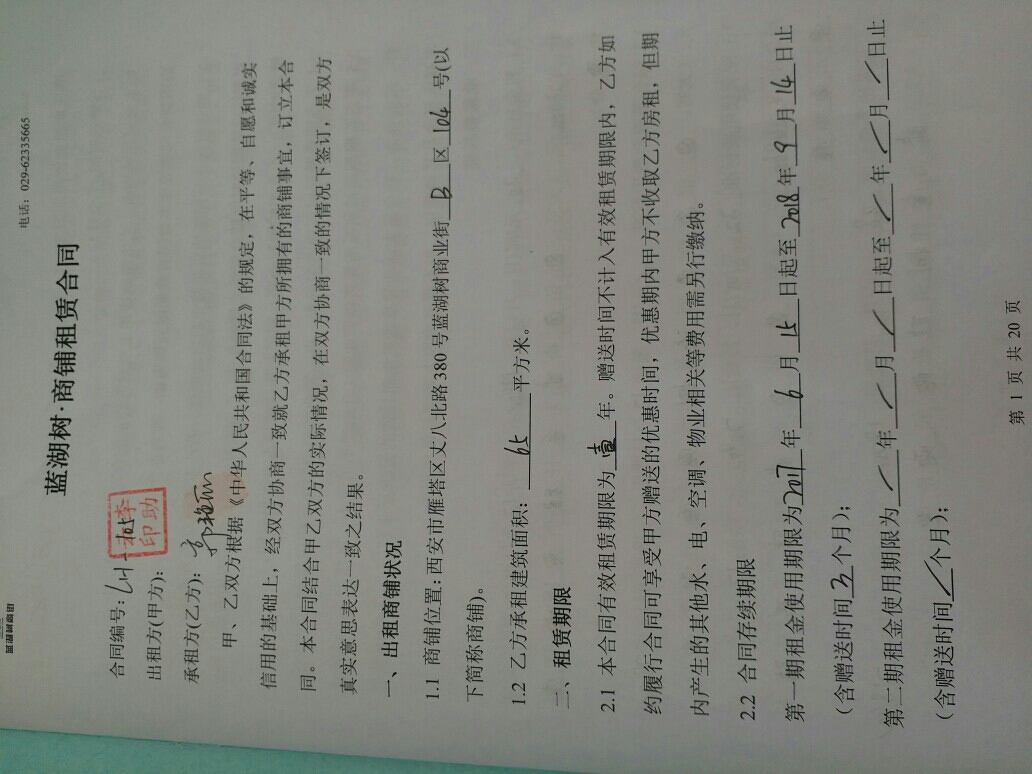 蓝湖树商街
电话：029-62335665
蓝湖树·商铺租赁合同
合同编号：LH-105
出租方(甲方)：李助印
承租方(乙方)：郭艳丽
甲、乙双方根据《中华人民共和国合同法》的规定，在平等、自愿和诚实
信用的基础上，经双方协商一致就乙方承租甲方所拥有的商铺事宜，订立本合
同。本合同结合甲乙双方的实际情况，在双方协商一致的情况下签订，是双方
真实意思表达一致之结果。
一、出租商铺状况
1.1 商铺位置：西安市雁塔区丈八北路380号蓝湖树商业街 B 区 104 号(以
下简称商铺)。
1.2 乙方承租建筑面积： 65 平方米。
二、租赁期限
2.1 本合同有效租赁期限为 壹 年。赠送时间不计入有效租赁期限内，乙方如
约履行合同可享受甲方赠送的优惠时间，优惠期内甲方不收取乙方房租，但期
内产生的其他水、电、空调、物业相关等费用需另行缴纳。
2.2 合同存续期限
第一期租金使用期限为 2017 年 6 月 15 日起至 2018 年 9 月 14 日止
（含赠送时间 3 个月）；
第二期租金使用期限为 / 年 / 月 / 日起至 / 年 / 月 / 日止
（含赠送时间 / 个月）；
第 1 页 共 20 页